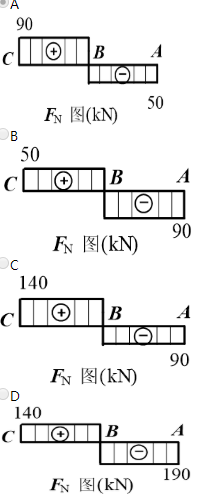 A
90
C + B A
−
50
FN 图(kN)
B
50
C + B A
−
90
FN 图(kN)
C
140
C + B A
−
90
FN 图(kN)
D
140
C + B A
−
190
FN 图(kN)